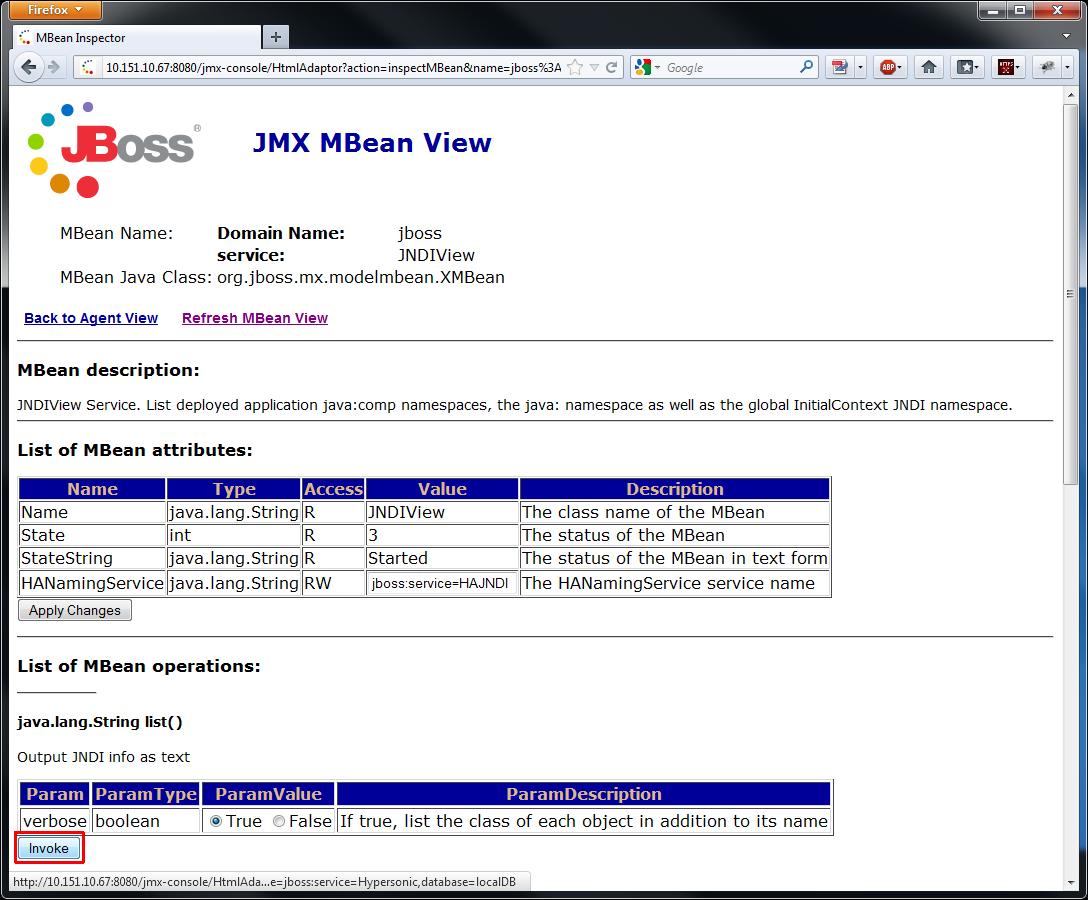 Firefox
MBean Inspector
10.151.10.67:8080/jmx-console/HtmlAdaptor?action=inspectMBean&name=jboss%3A
Google
ABP
JBoss®
JMX MBean View
MBean Name: Domain Name: jboss
service: JNDIView
MBean Java Class: org.jboss.mx.modelmbean.XMBean
Back to Agent View Refresh MBean View
MBean description:
JNDIView Service. List deployed application java:comp namespaces, the java: namespace as well as the global InitialContext JNDI namespace.
List of MBean attributes:
Name Type Access Value Description
Name java.lang.String R JNDIView The class name of the MBean
State int R 3 The status of the MBean
StateString java.lang.String R Started The status of the MBean in text form
HANamingService java.lang.String RW jboss:service=HAJNDI The HANamingService service name
Apply Changes
List of MBean operations:
java.lang.String list()
Output JNDI info as text
Param ParamType ParamValue ParamDescription
verbose boolean True False If true, list the class of each object in addition to its name
Invoke
http://10.151.10.67:8080/jmx-console/HtmlAda...e=jboss:service=Hypersonic,database=localDB